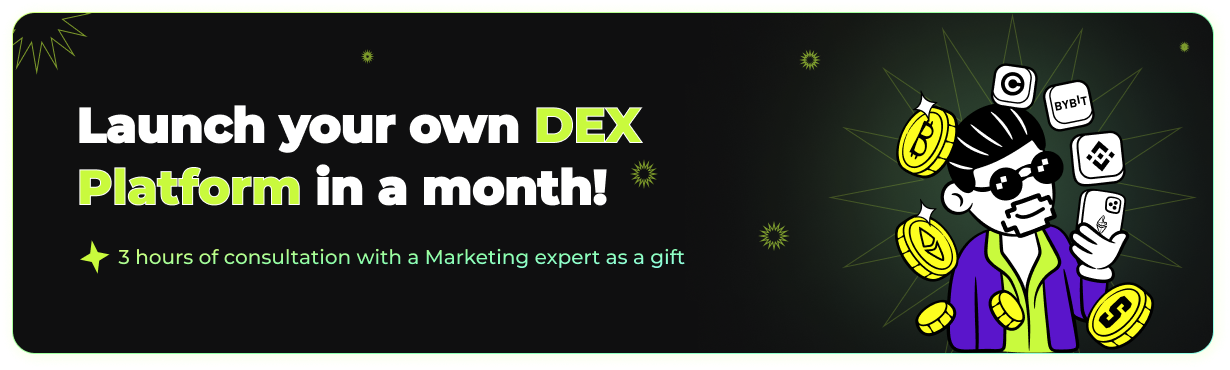 Launch your own DEX
Platform in a month!
3 hours of consultation with a Marketing expert as a gift
BYBIT